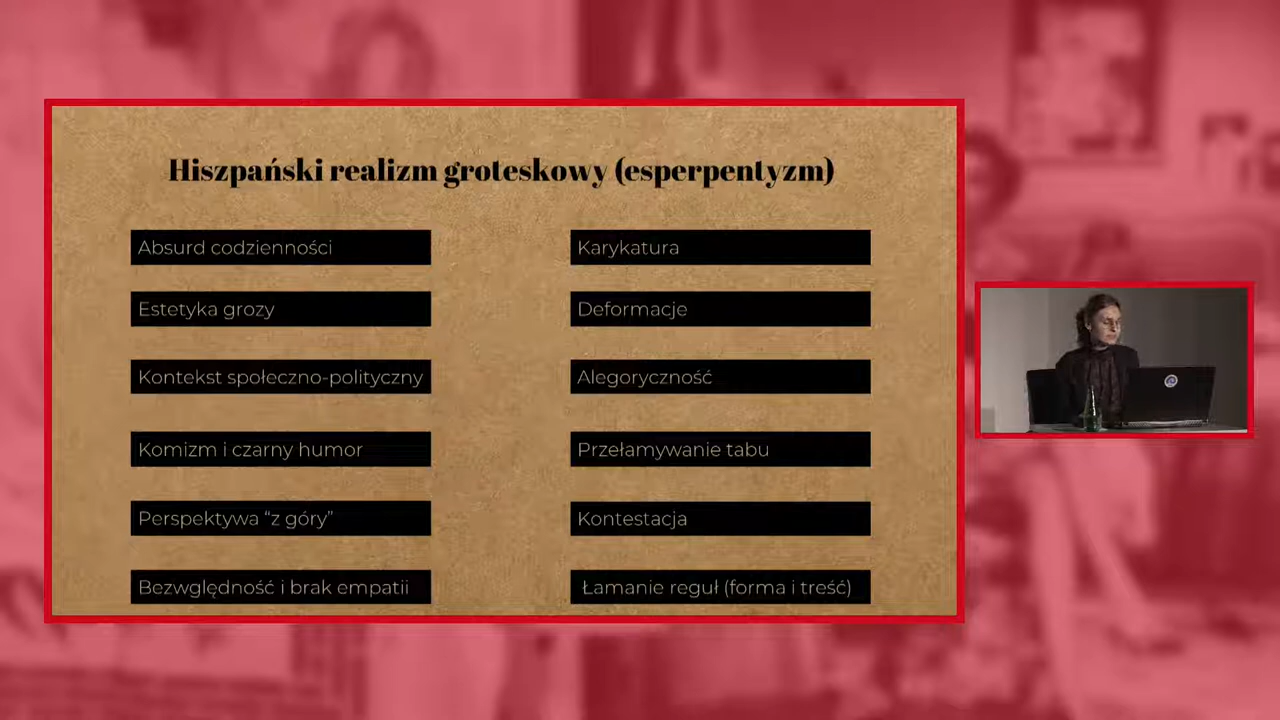 Hiszpański realizm groteskowy (esperpentyzm)
Absurd codzienności
Estetyka grozy
Kontekst społeczno-polityczny
Komizm i czarny humor
Perspektywa “z góry”
Bezwzględność i brak empatii
Karykatura
Deformacje
Alegoryczność
Przełamywanie tabu
Kontestacja
Łamanie reguł (forma i treść)